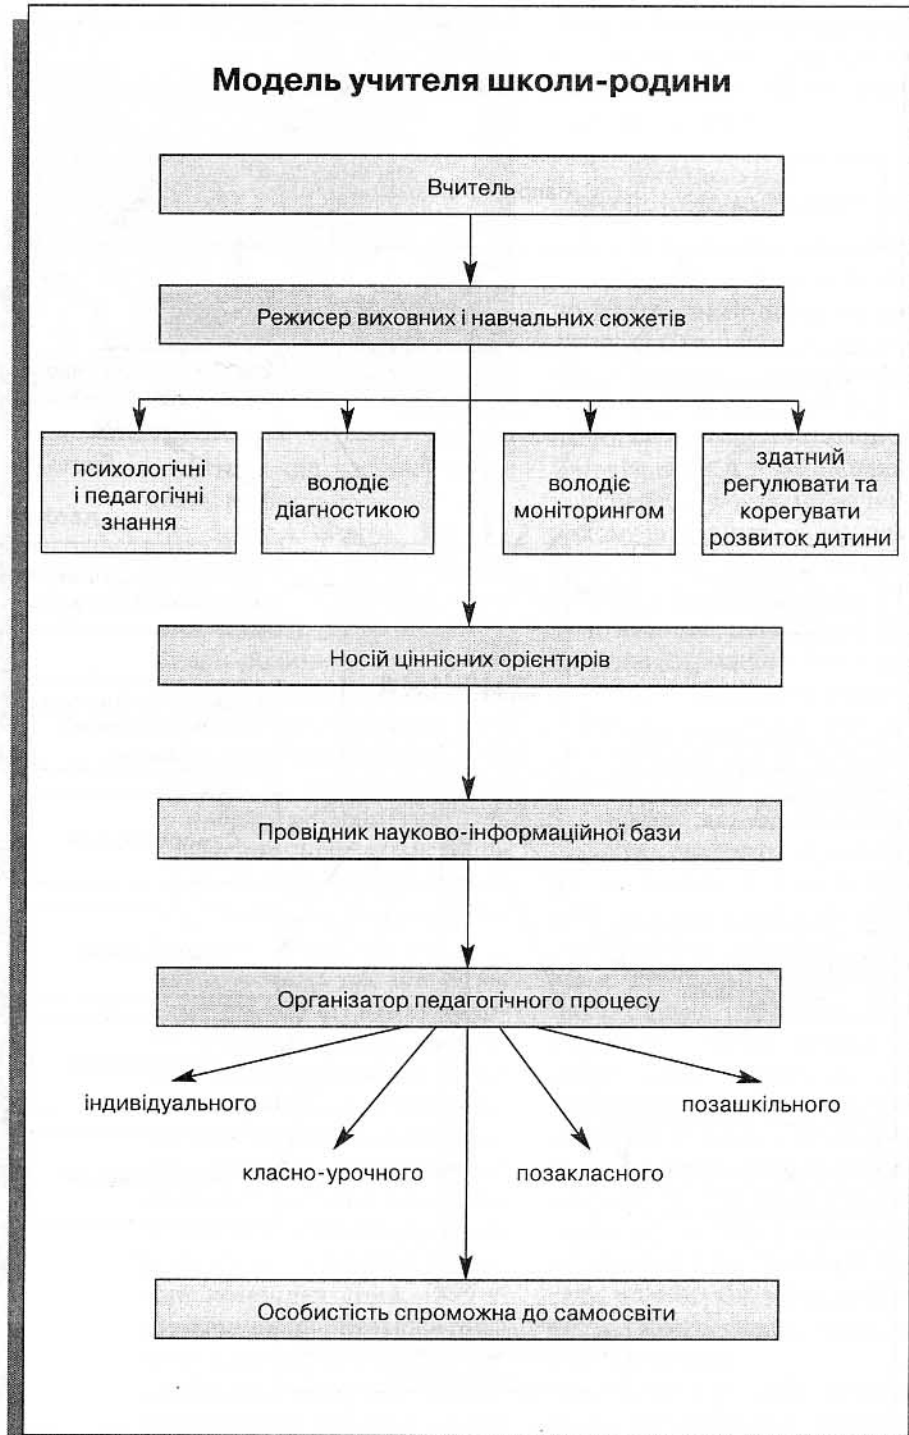 Модель учителя школи-родини
Вчитель
Режисер виховних і навчальних сюжетів
психологічні
і педагогічні
знання
володіє
діагностикою
володіє
моніторингом
здатний
регулювати та
корегувати
розвиток дитини
Носій ціннісних орієнтирів
Провідник науково-інформаційної бази
Організатор педагогічного процесу
індивідуального
позашкільного
класно-урочного
позакласного
Особистість спроможна до самоосвіти